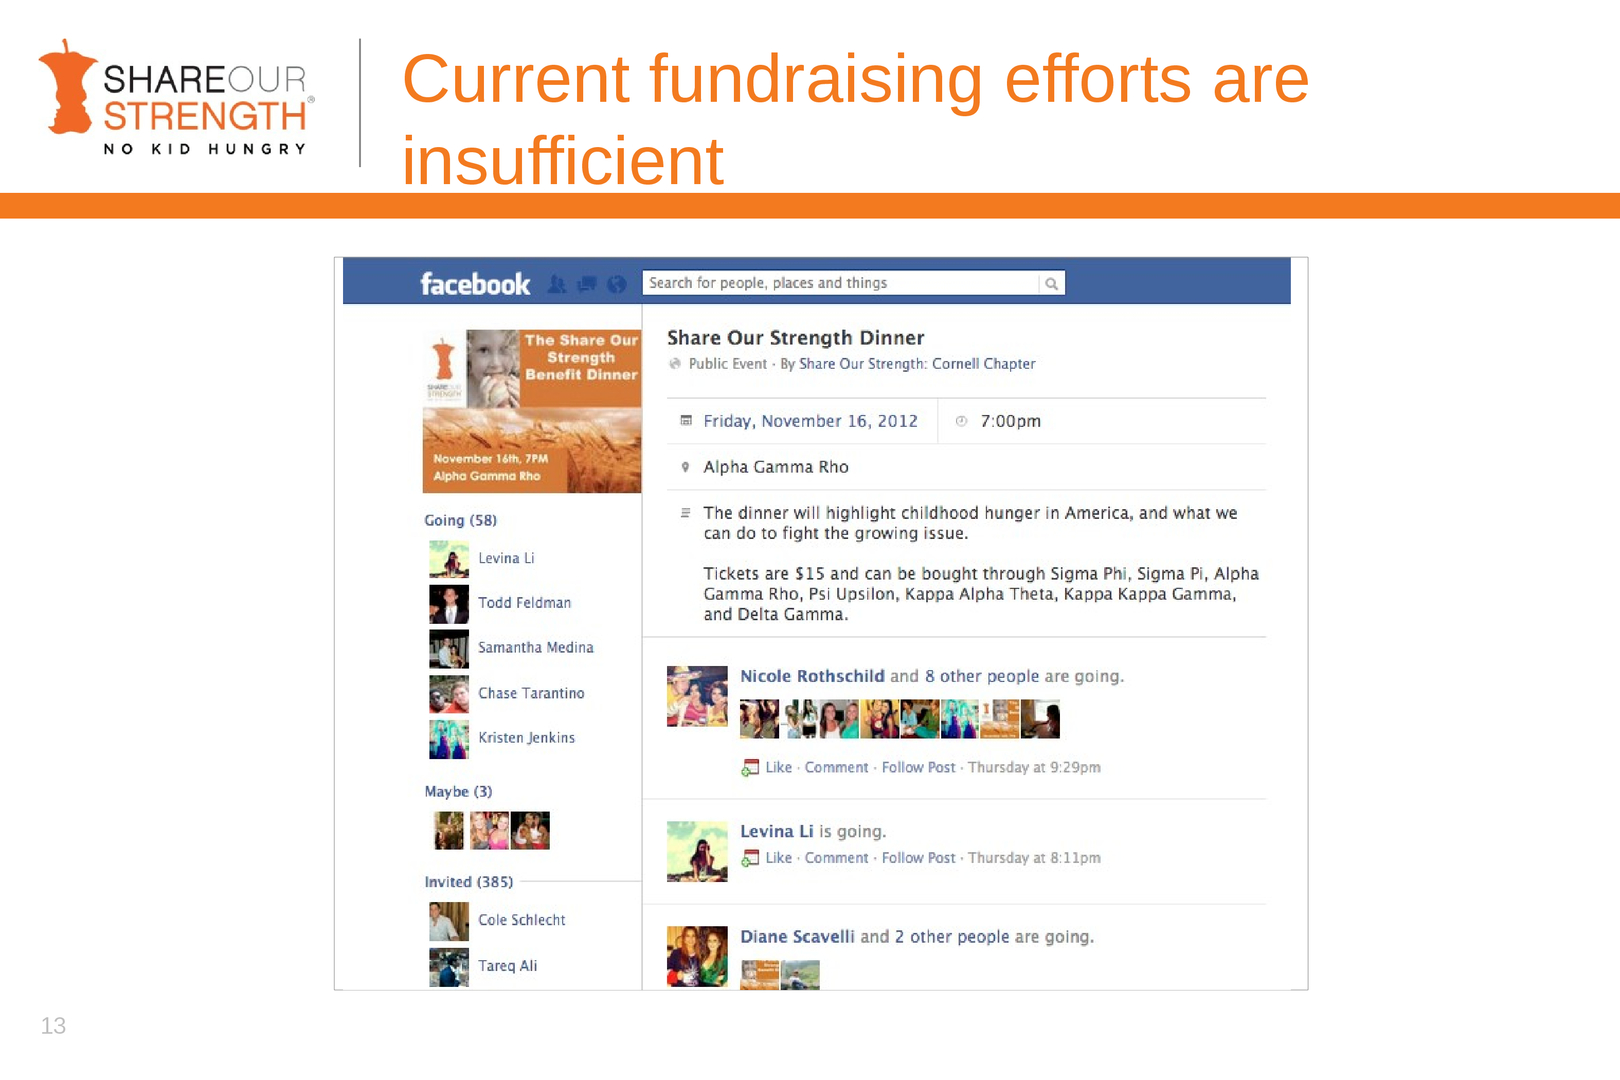 SHAREOUR
STRENGTH®
NO KID HUNGRY
Current fundraising efforts are
insufficient
facebook
Search for people, places and things
The Share Our
Strength
Benefit Dinner
SHAREOUR
STRENGTH
November 16th, 7PM
Alpha Gamma Rho
Going (58)
Levina Li
Todd Feldman
Samantha Medina
Chase Tarantino
Kristen Jenkins
Maybe (3)
Invited (385)
Cole Schlecht
Tareq Ali
Share Our Strength Dinner
Public Event · By Share Our Strength: Cornell Chapter
Friday, November 16, 2012
7:00pm
Alpha Gamma Rho
The dinner will highlight childhood hunger in America, and what we
can do to fight the growing issue.
Tickets are $15 and can be bought through Sigma Phi, Sigma Pi, Alpha
Gamma Rho, Psi Upsilon, Kappa Alpha Theta, Kappa Kappa Gamma,
and Delta Gamma.
Nicole Rothschild and 8 other people are going.
Like · Comment · Follow Post · Thursday at 9:29pm
Levina Li is going.
Like · Comment · Follow Post · Thursday at 8:11pm
Diane Scavelli and 2 other people are going.
13